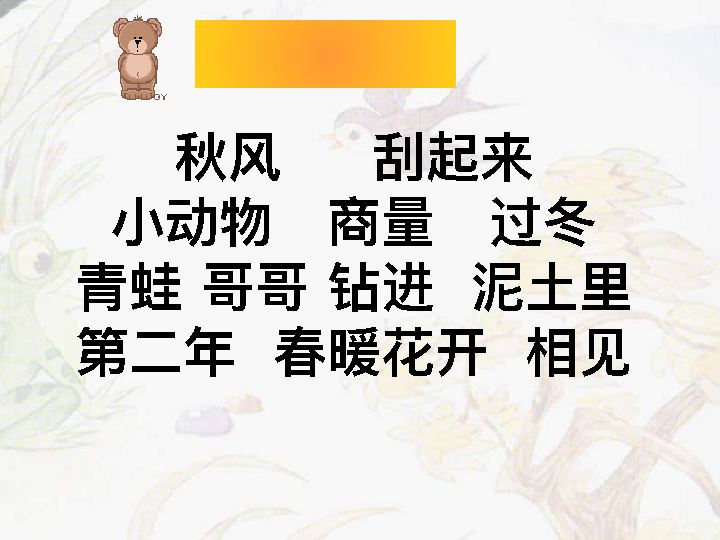 秋风 刮起来
小动物 商量 过冬
青蛙 哥哥 钻进 泥土里
第二年 春暖花开 相见